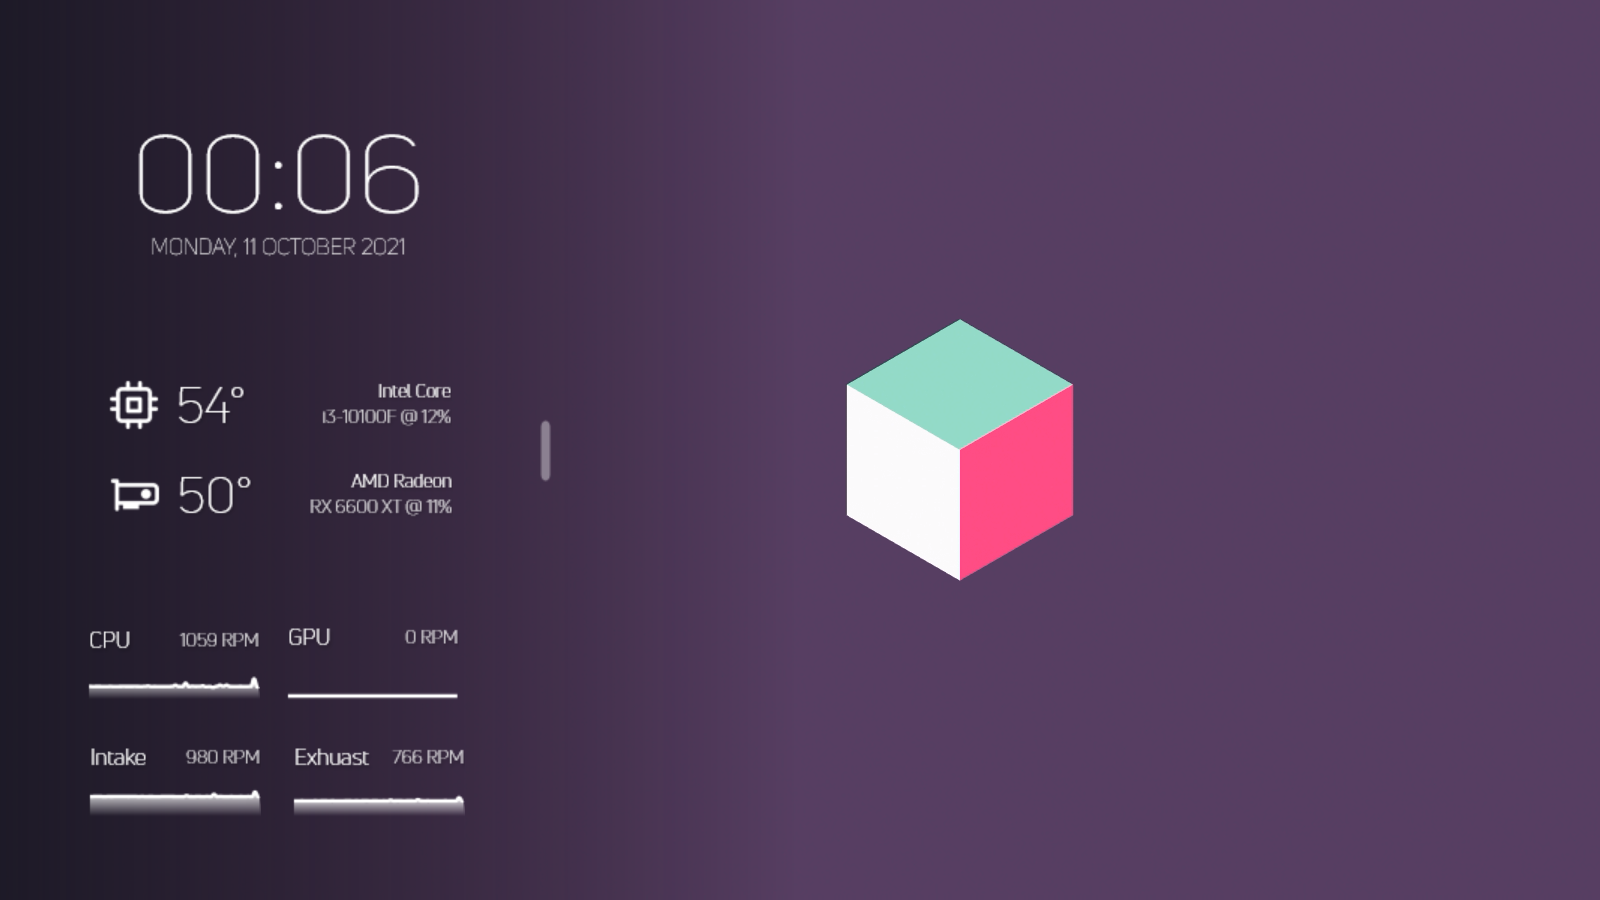 00:06
MONDAY, 11 OCTOBER 2021
54°
Intel Core
i3-10100F @ 12%
50°
AMD Radeon
RX 6600 XT @ 11%
CPU 1059 RPM
GPU 0 RPM
Intake 980 RPM
Exhuast 766 RPM